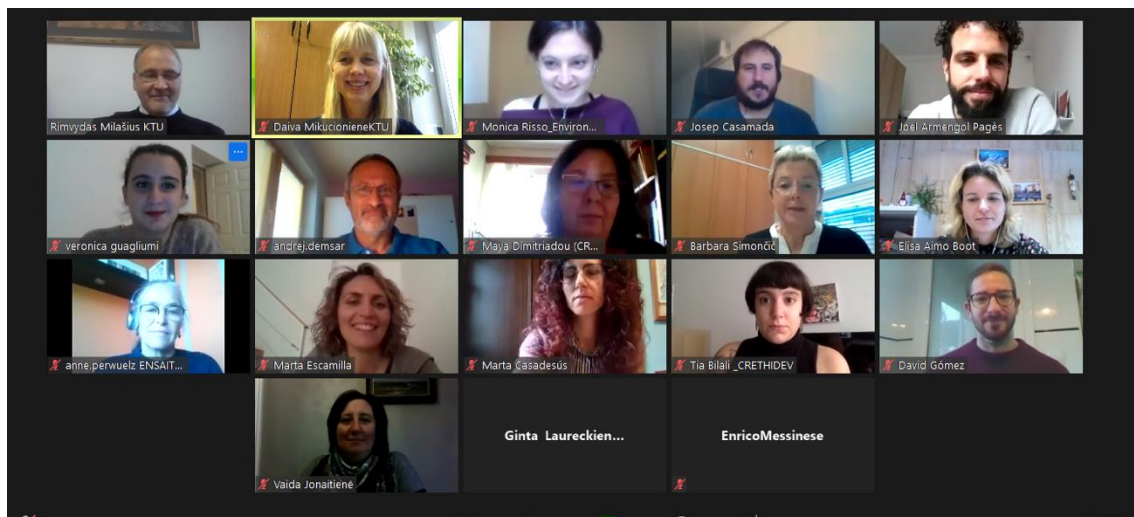 Rimvydas Milašius KTU
Daiva MikucionieneKTU
Monica Risso_Environ...
Josep Casamada
Joel Armengol Pagès
veronica guagliumi
andrej.demsar
Maya Dimitriadou (CR...
Barbara Simončič
Elisa Aimo Boot
anne.perwuelz ENSAIT...
Marta Escamilla
Marta Casadesús
Tia Bilali _CRETHIDEV
David Gómez
Vaida Jonaitienė
Ginta Laureckien...
EnricoMessinese